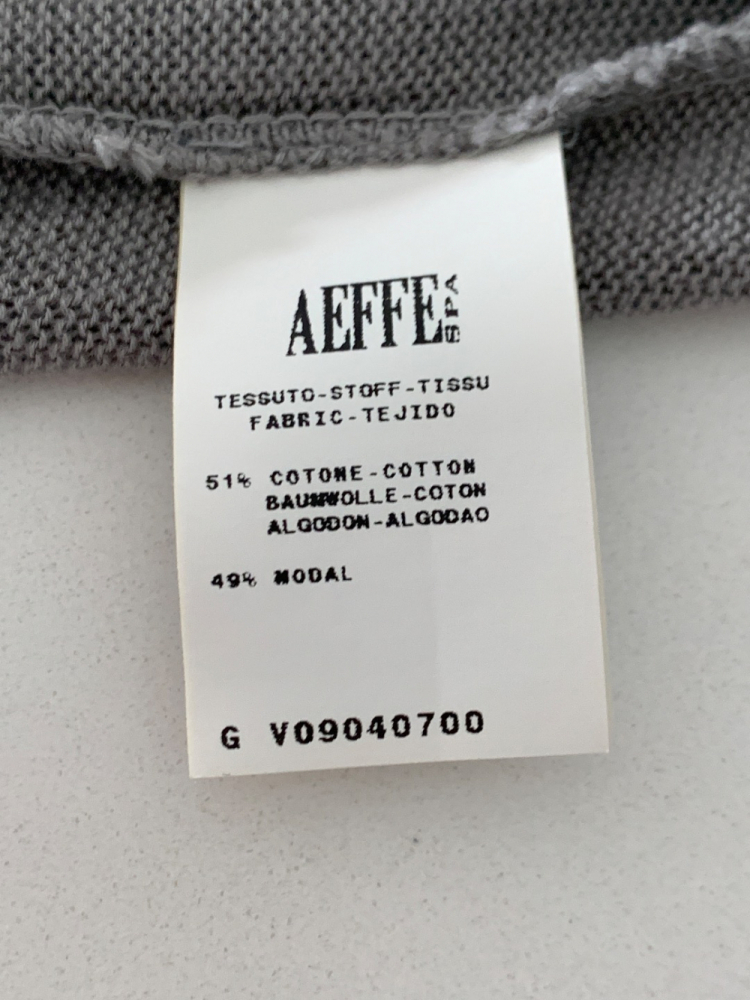 AEFFE SPA
TESSUTO-STOFF-TISSU
FABRIC-TEJIDO
51% COTONE-COTTON
BAUMWOLLE-COTON
ALGODON-ALGODAO
49% MODAL
G V09040700